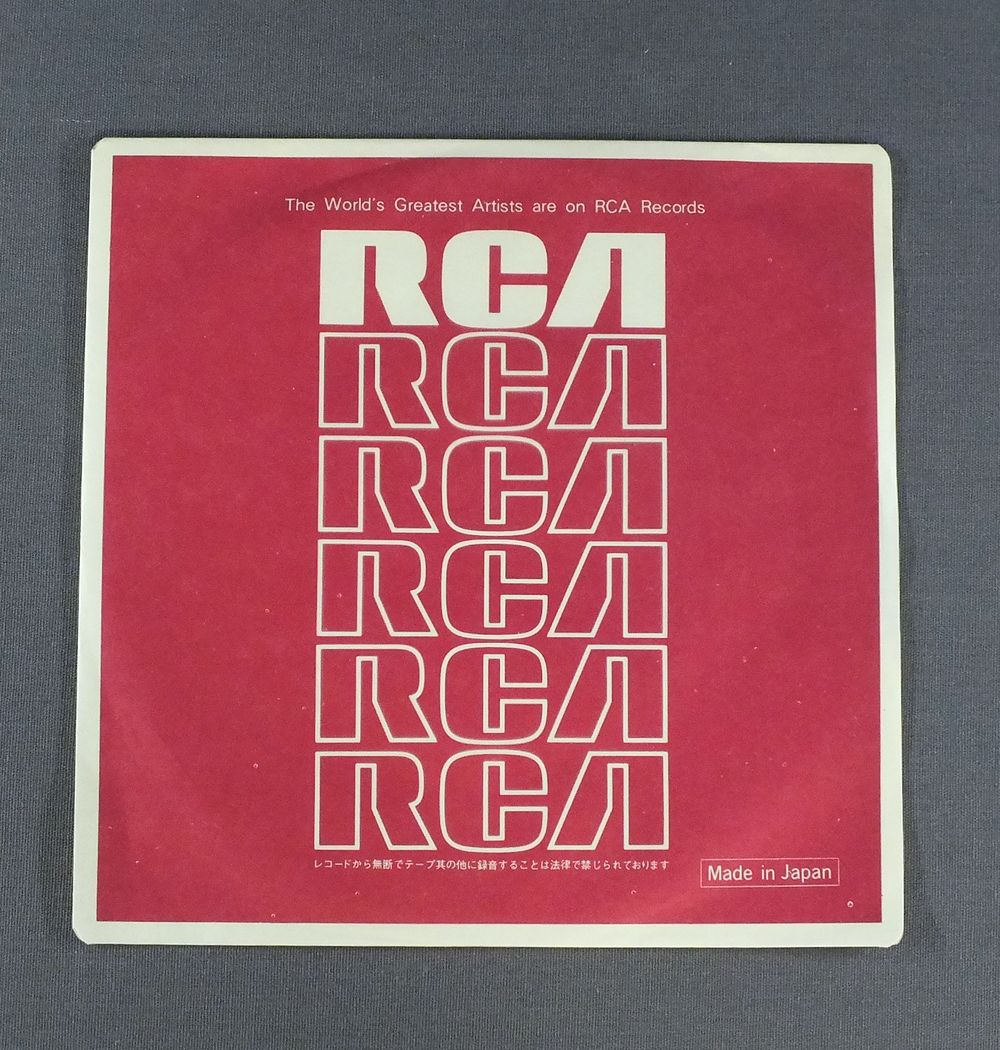 The World's Greatest Artists are on RCA Records
RCA
RCA
RCA
RCA
RCA
RCA
レコードから無断でテープ其の他に録音することは法律で禁じられております
Made in Japan